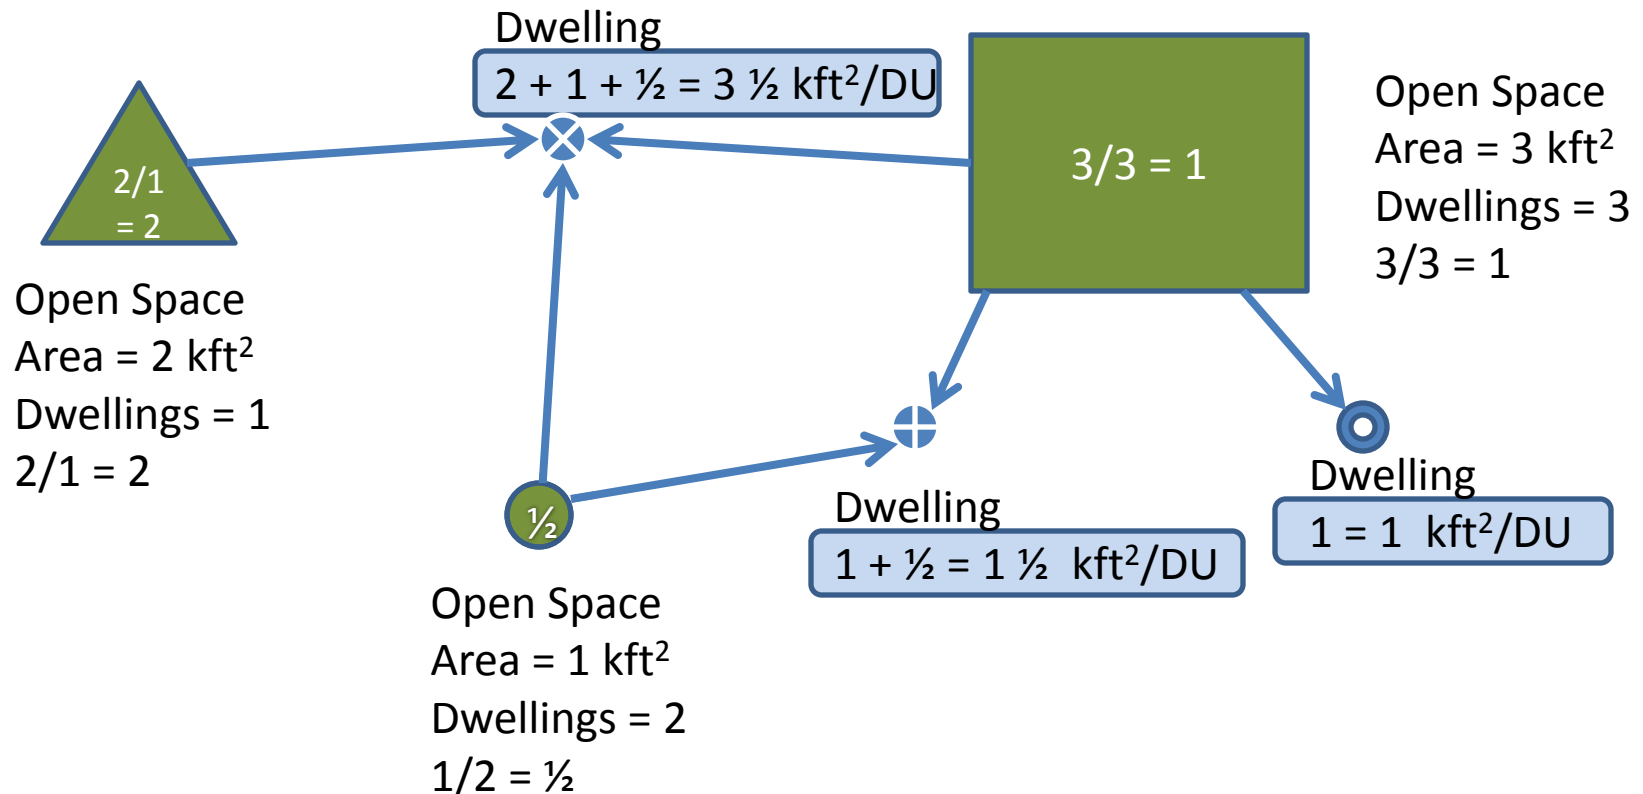 Dwelling
2 + 1 + ½ = 3 ½ kft²/DU
2/1
= 2
3/3 = 1
Open Space
Area = 3 kft²
Dwellings = 3
3/3 = 1
Open Space
Area = 2 kft²
Dwellings = 1
2/1 = 2
½
Dwelling
1 + ½ = 1 ½ kft²/DU
Dwelling
1 = 1 kft²/DU
Open Space
Area = 1 kft²
Dwellings = 2
1/2 = ½